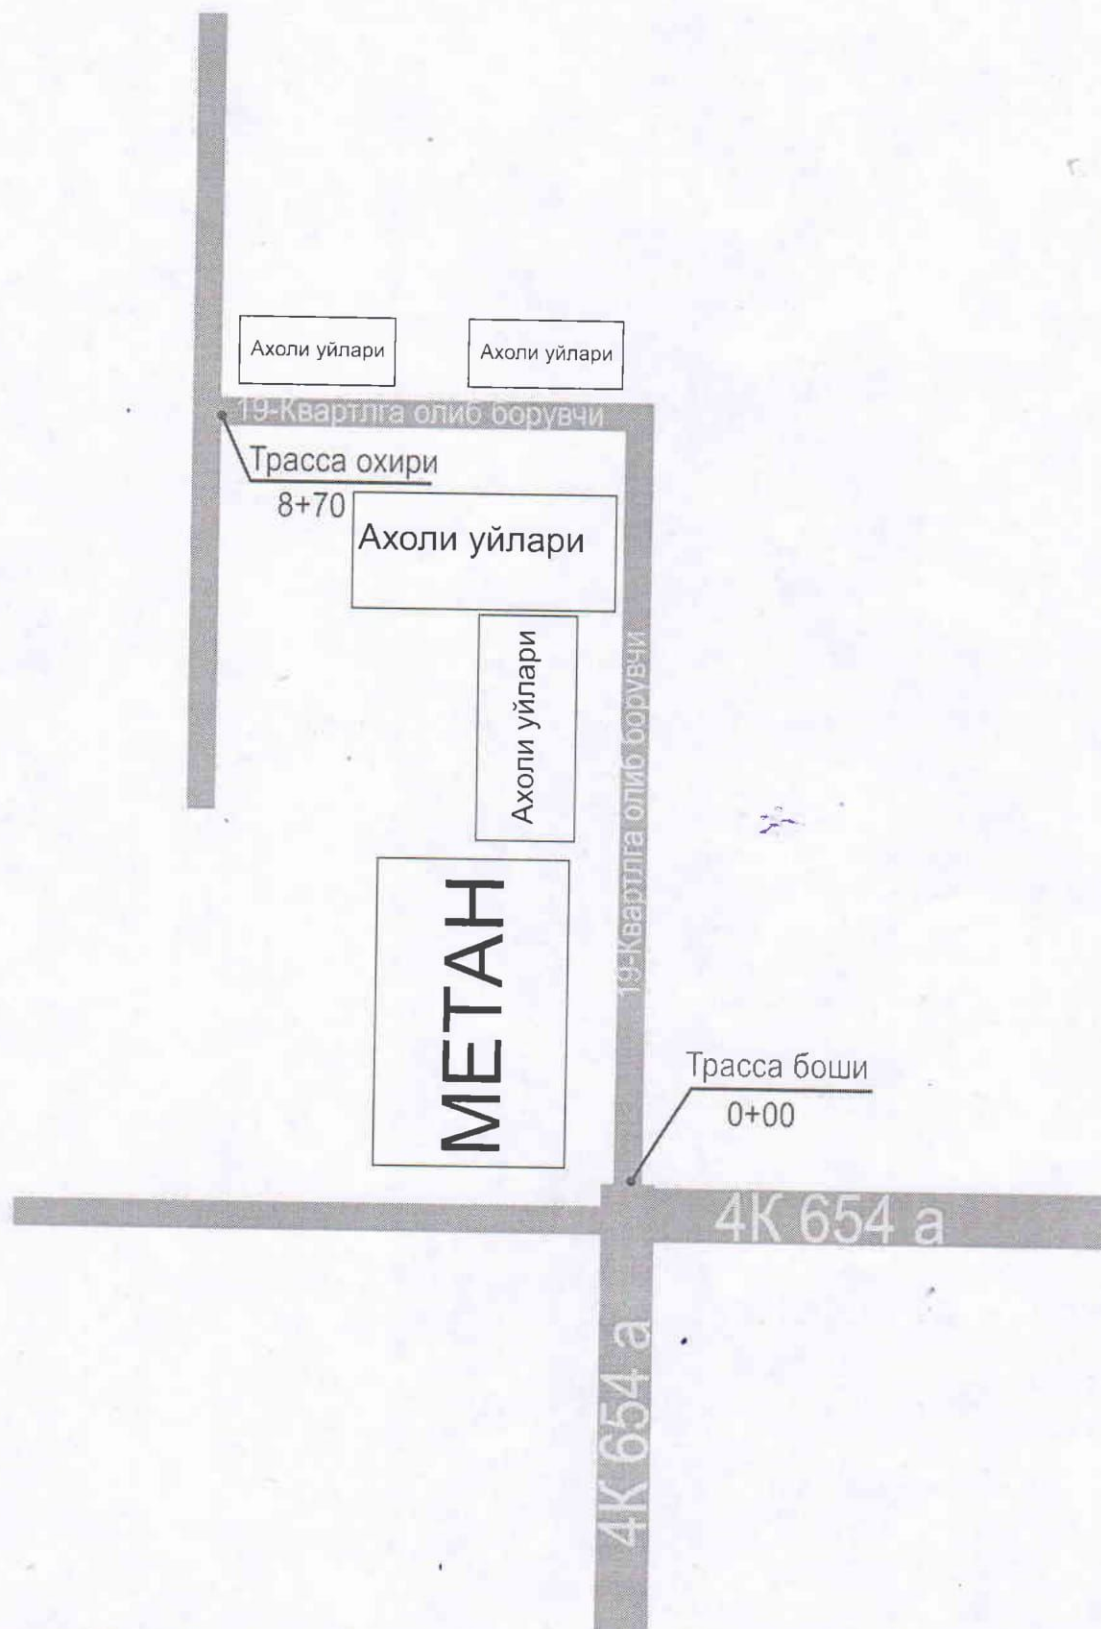 Ахоли уйлари
Ахоли уйлари
19-Квартлга олиб борувчи
Трасса охири
8+70
Ахоли уйлари
Ахоли уйлари
19-Квартлга олиб борувчи
МЕТАН
Трасса боши
0+00
4К 654 а
4К 654 а